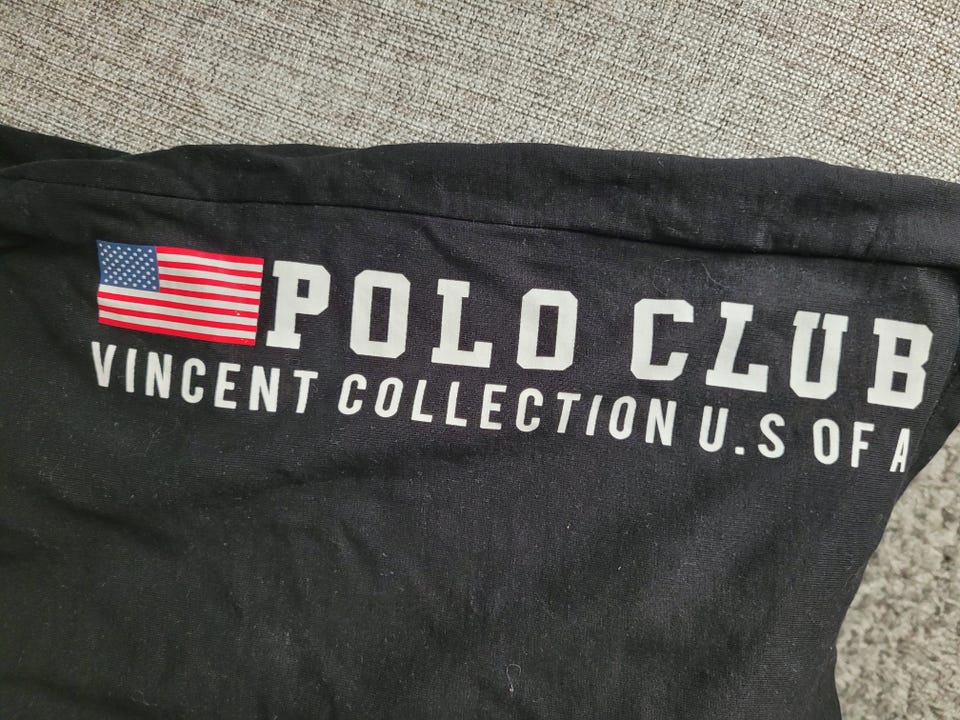 POLO CLUB
VINCENT COLLECTION U.S OF A